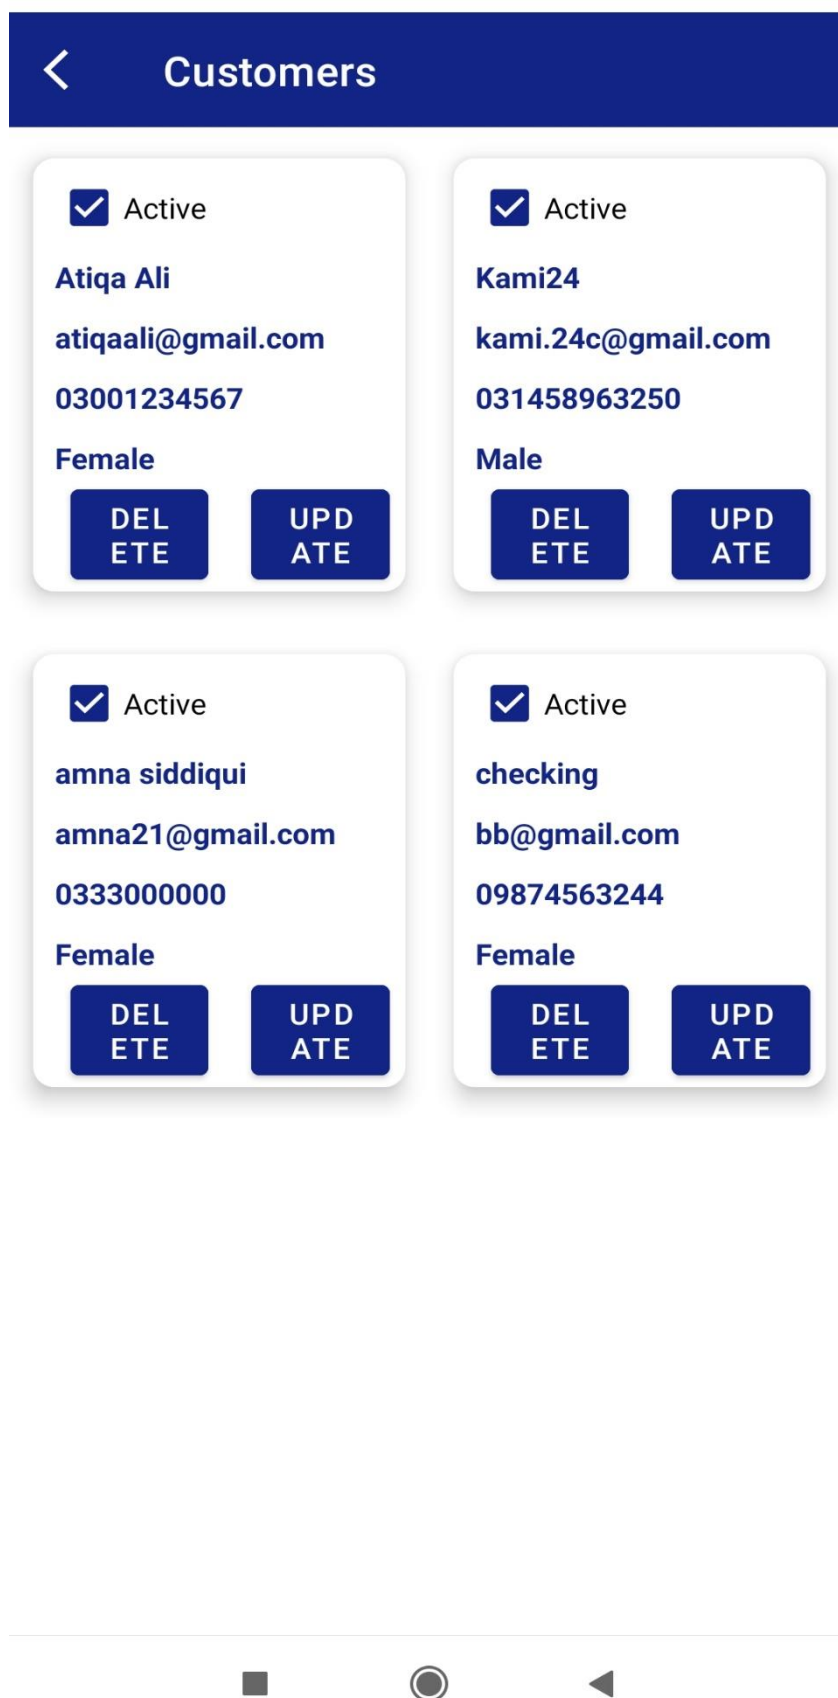 Customers
Active
Atiqa Ali
atiqaali@gmail.com
03001234567
Female
DEL
ETE
UPD
ATE
Active
Kami24
kami.24c@gmail.com
031458963250
Male
DEL
ETE
UPD
ATE
Active
amna siddiqui
amna21@gmail.com
0333000000
Female
DEL
ETE
UPD
ATE
Active
checking
bb@gmail.com
09874563244
Female
DEL
ETE
UPD
ATE